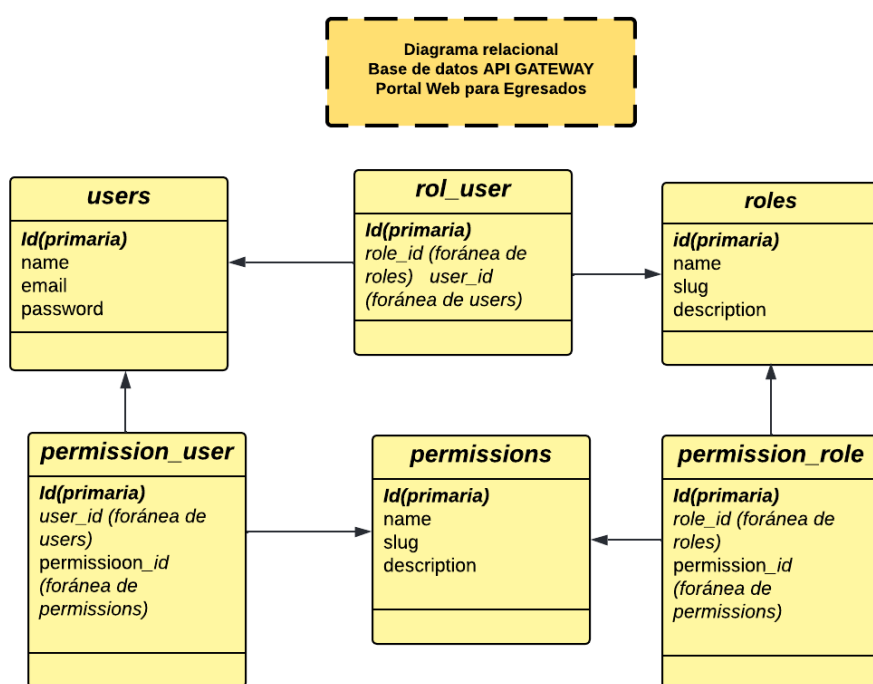 Diagrama relacional
Base de datos API GATEWAY
Portal Web para Egresados
users
Id(primaria)
name
email
password
rol_user
Id(primaria)
role_id (foránea de
roles) user_id
(foránea de users)
roles
id(primaria)
name
slug
description
permission_user
Id(primaria)
user_id (foránea de
users)
permissioon_id
(foránea de
permissions)
permissions
Id(primaria)
name
slug
description
permission_role
Id(primaria)
role_id (foránea de
roles)
permission_id
(foránea de
permissions)